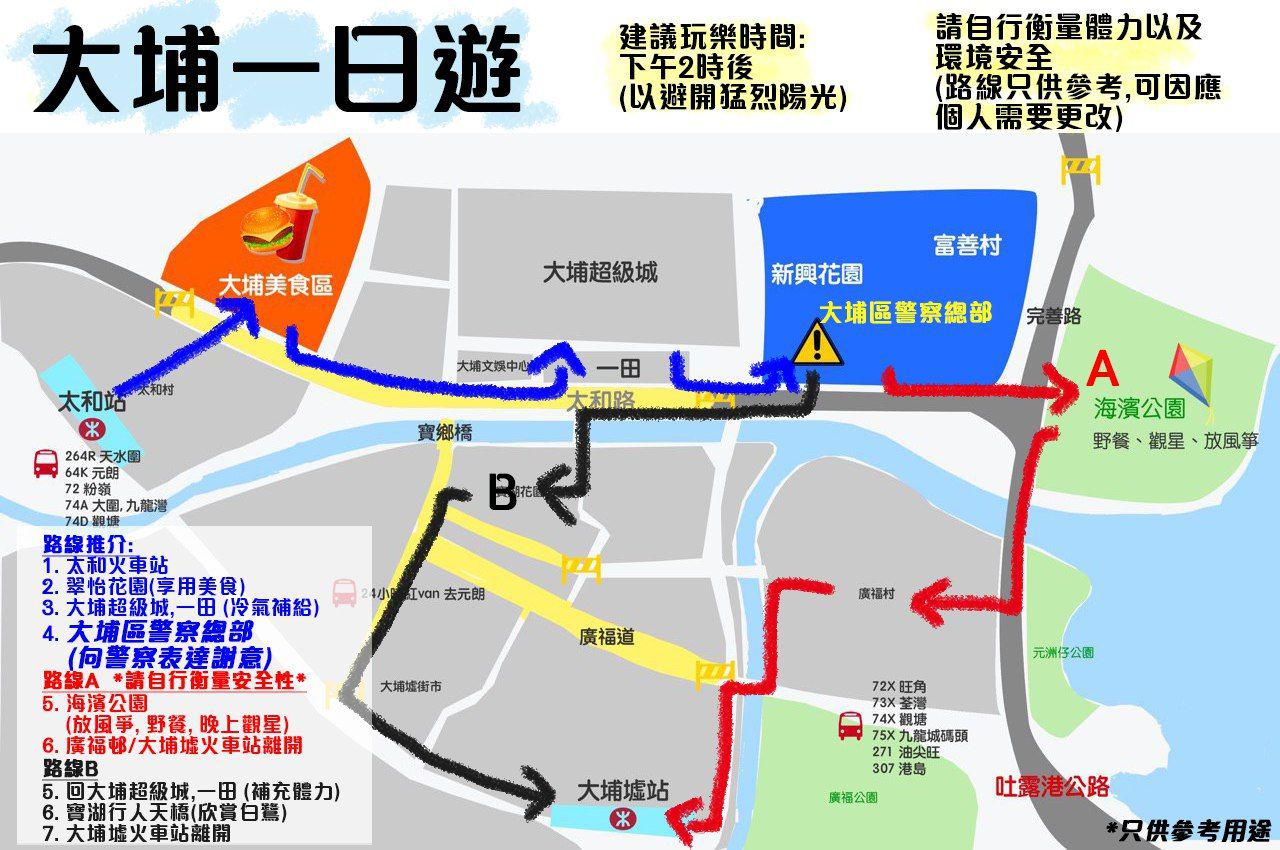 大埔一日遊
建議玩樂時間:
下午2時後
(以避開猛烈陽光)
請自行衡量體力以及
環境安全
(路線只供參考,可因應
個人需要更改)
大埔美食區
大埔超級城
富善村
新興花園
大埔區警察總部
完善路
A
海濱公園
野餐、觀星、放風箏
大埔文娛中心
一田
太和路
太和村
太和站
264R 天水圍
64K 元朗
72 粉嶺
74A 大圍, 九龍灣
74D 觀塘
寶鄉橋
B
花園
24小時紅van 去元朗
廣福道
廣福村
元洲仔公園
大埔墟街市
72X 旺角
73X 荃灣
74X 觀塘
75X 九龍城碼頭
271 油尖旺
307 港島
大埔墟站
廣福公園
吐露港公路
路線推介:
1. 太和火車站
2. 翠怡花園(享用美食)
3. 大埔超級城,一田 (冷氣補給)
4. 大埔區警察總部
(向警察表達謝意)
路線A *請自行衡量安全性*
5. 海濱公園
(放風爭, 野餐, 晚上觀星)
6. 廣福邨/大埔墟火車站離開
路線B
5. 回大埔超級城,一田 (補充體力)
6. 寶湖行人天橋(欣賞白鷺)
7. 大埔墟火車站離開
*只供參考用途